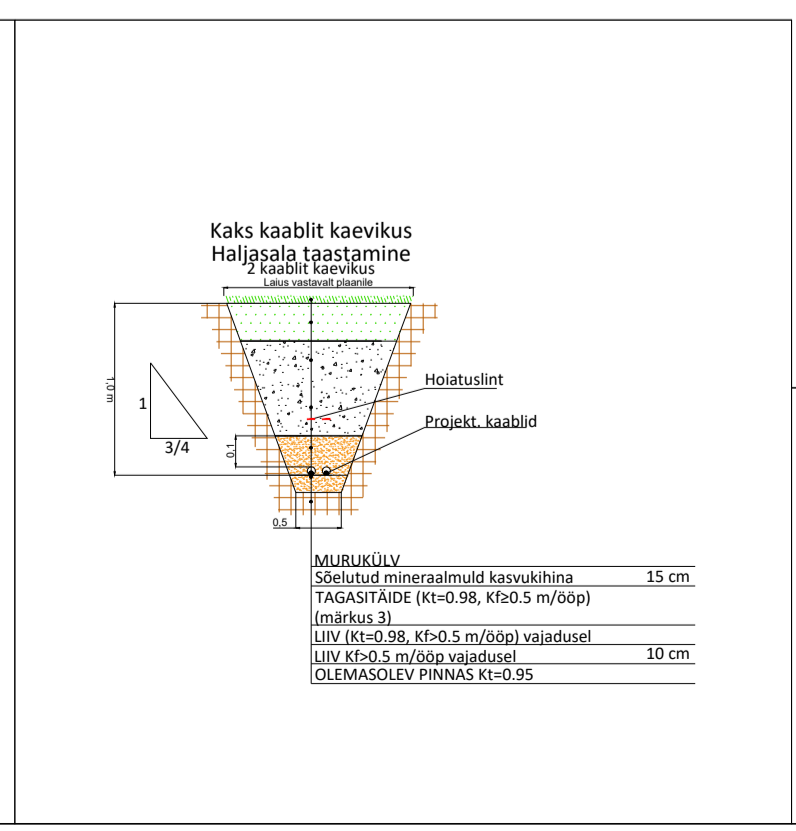 Kaks kaablit kaevikus
Haljasala taastamine
2 kaablit kaevikus
Laius vastavalt plaanile
1,0 m
1
3/4
Hoiatuslint
Projekt. kaablid
0,1
0,5
MURUKÜLV
Sõelutud mineraalmuld kasvukihina 15 cm
TAGASITÄIDE (Kt=0.98, Kf≥0.5 m/ööp)
(märkus 3)
LIIV (Kt=0.98, Kf>0.5 m/ööp) vajadusel
LIIV Kf>0.5 m/ööp vajadusel 10 cm
OLEMASOLEV PINNAS Kt=0.95